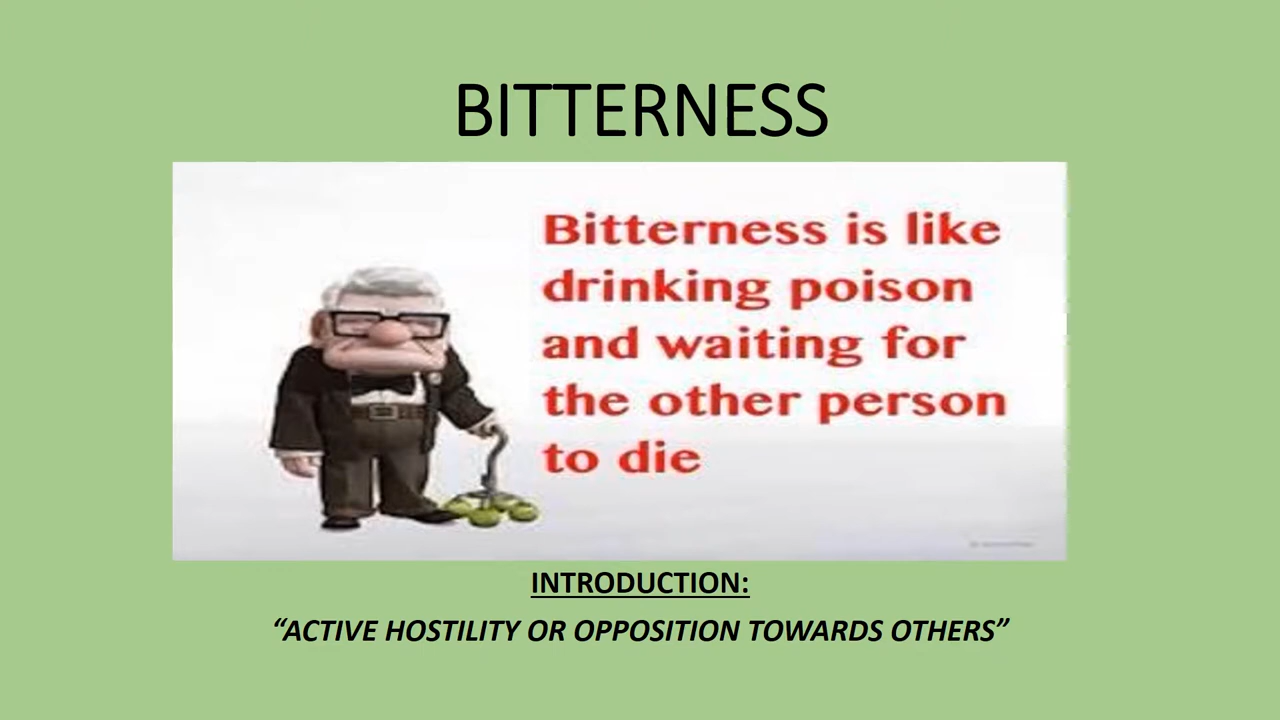 BITTERNESS
Bitterness is like
drinking poison
and waiting for
the other person
to die
INTRODUCTION:
“ACTIVE HOSTILITY OR OPPOSITION TOWARDS OTHERS”